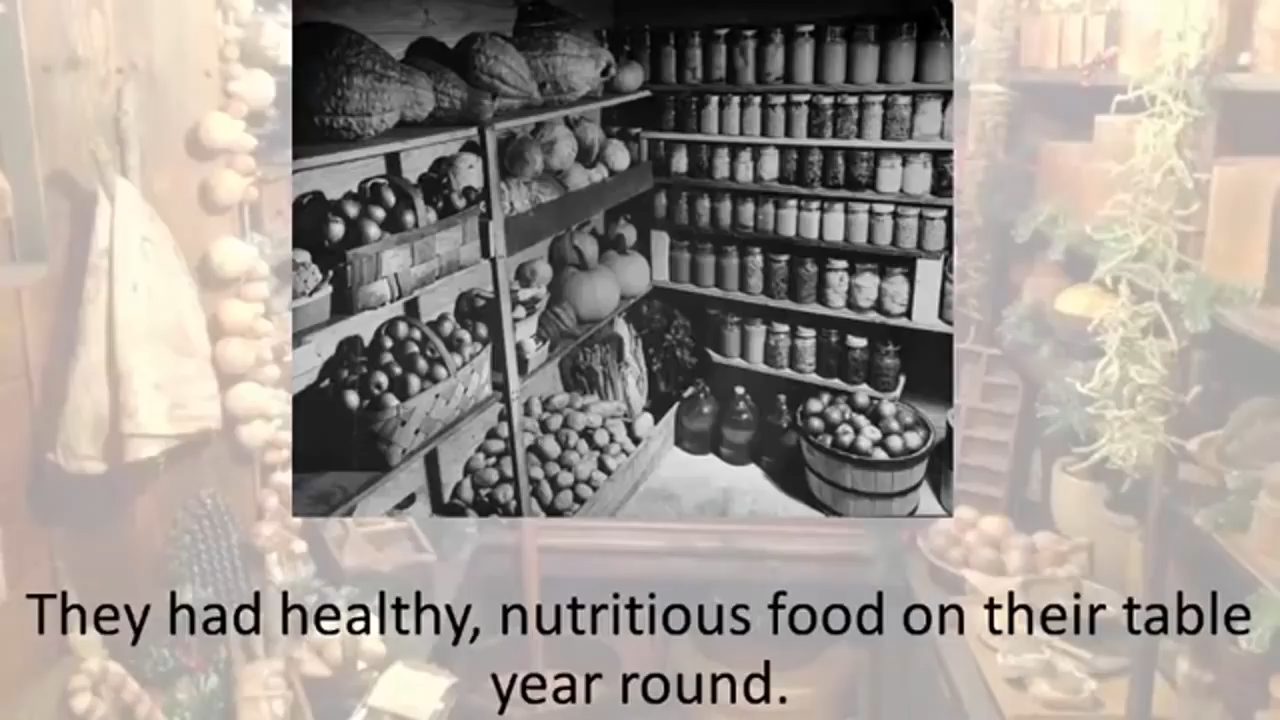 They had healthy, nutritious food on their table
year round.